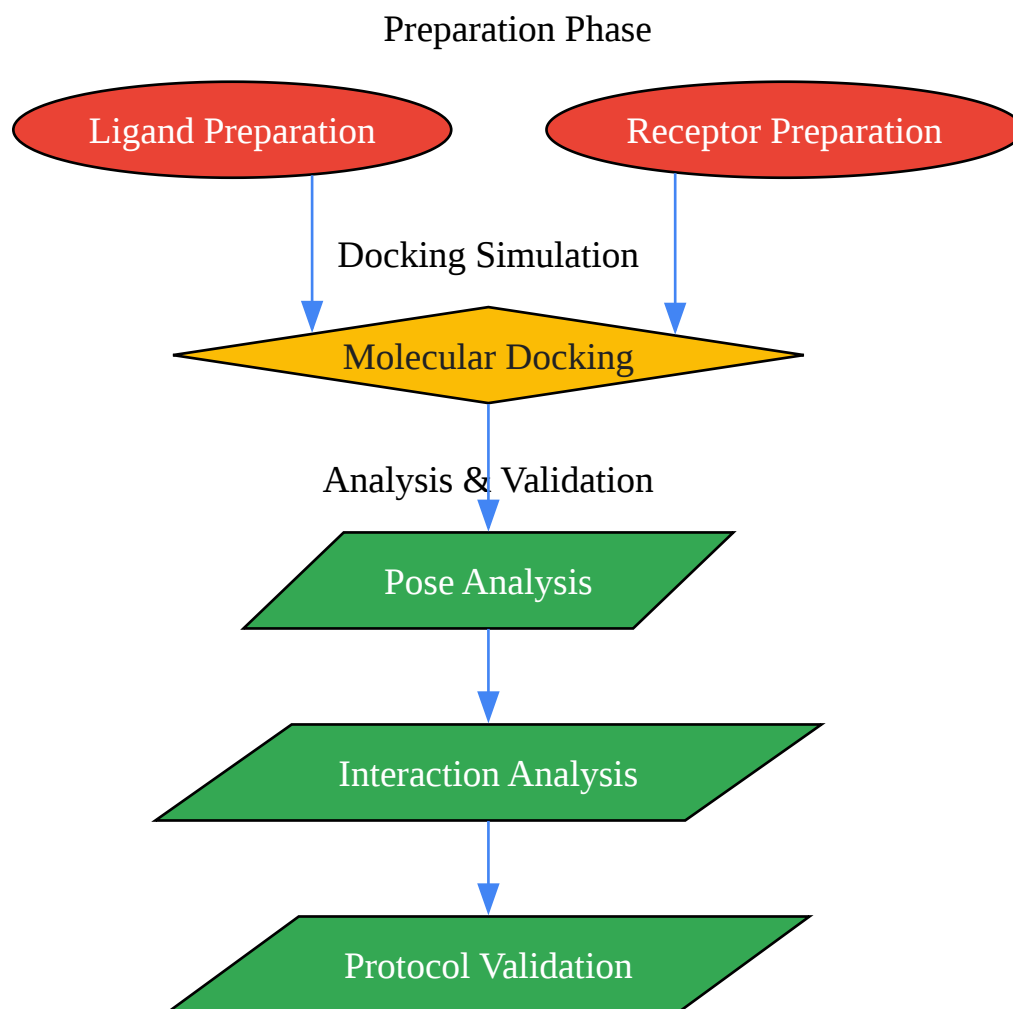 Preparation Phase
Ligand Preparation
Receptor Preparation
Docking Simulation
Molecular Docking
Analysis & Validation
Pose Analysis
Interaction Analysis
Protocol Validation